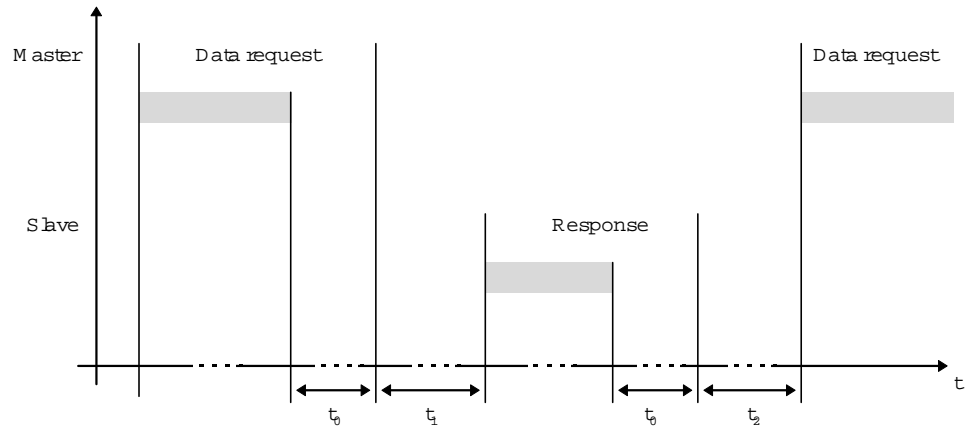 Master
Data request
Data request
Slave
Response
t
t0
t1
t0
t2